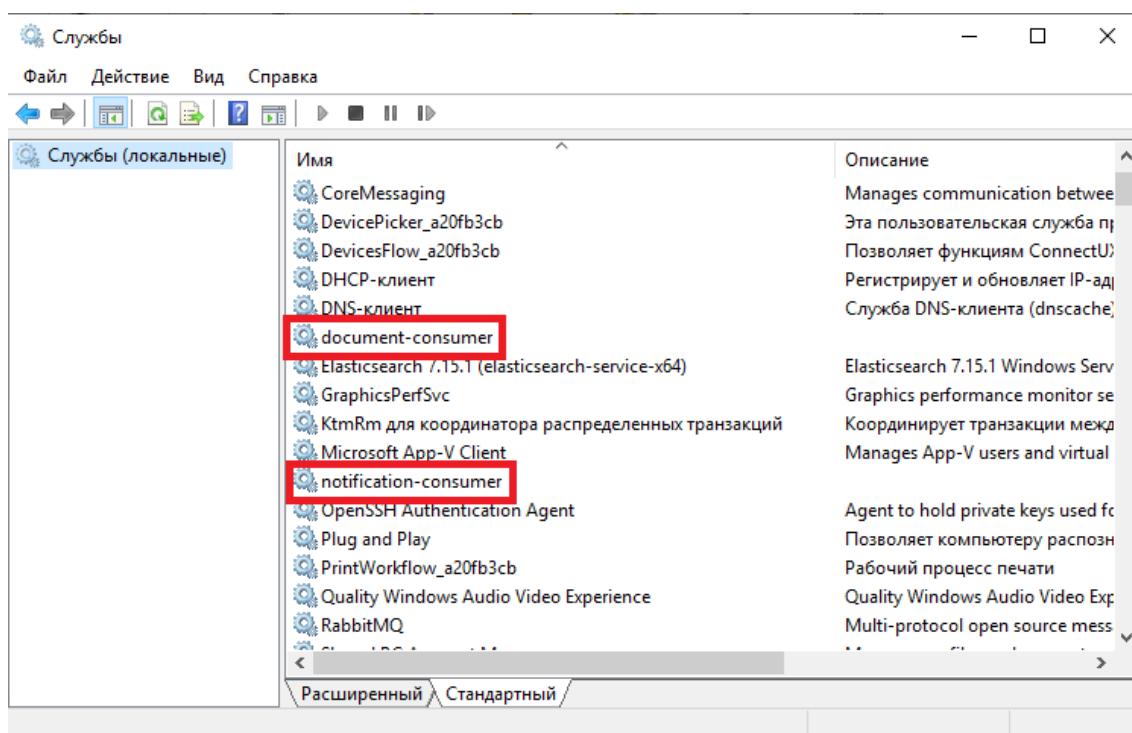 Службы
Файл Действие Вид Справка
Службы (локальные)
Имя Описание
CoreMessaging Manages communication betwee
DevicePicker_a20fb3cb Эта пользовательская служба пр
DevicesFlow_a20fb3cb Позволяет функциям ConnectU
DHCP-клиент Регистрирует и обновляет IP-адр
DNS-клиент Служба DNS-клиента (dnscache)
document-consumer
Elasticsearch 7.15.1 (elasticsearch-service-x64) Elasticsearch 7.15.1 Windows Serv
GraphicsPerfSvc Graphics performance monitor se
KtmRm для координатора распределенных транзакций Координирует транзакции межд
Microsoft App-V Client Manages App-V users and virtual
notification-consumer
OpenSSH Authentication Agent Agent to hold private keys used fo
Plug and Play Позволяет компьютеру распозн
PrintWorkflow_a20fb3cb Рабочий процесс печати
Quality Windows Audio Video Experience Quality Windows Audio Video Exp
RabbitMQ Multi-protocol open source mess
Расширенный Стандартный